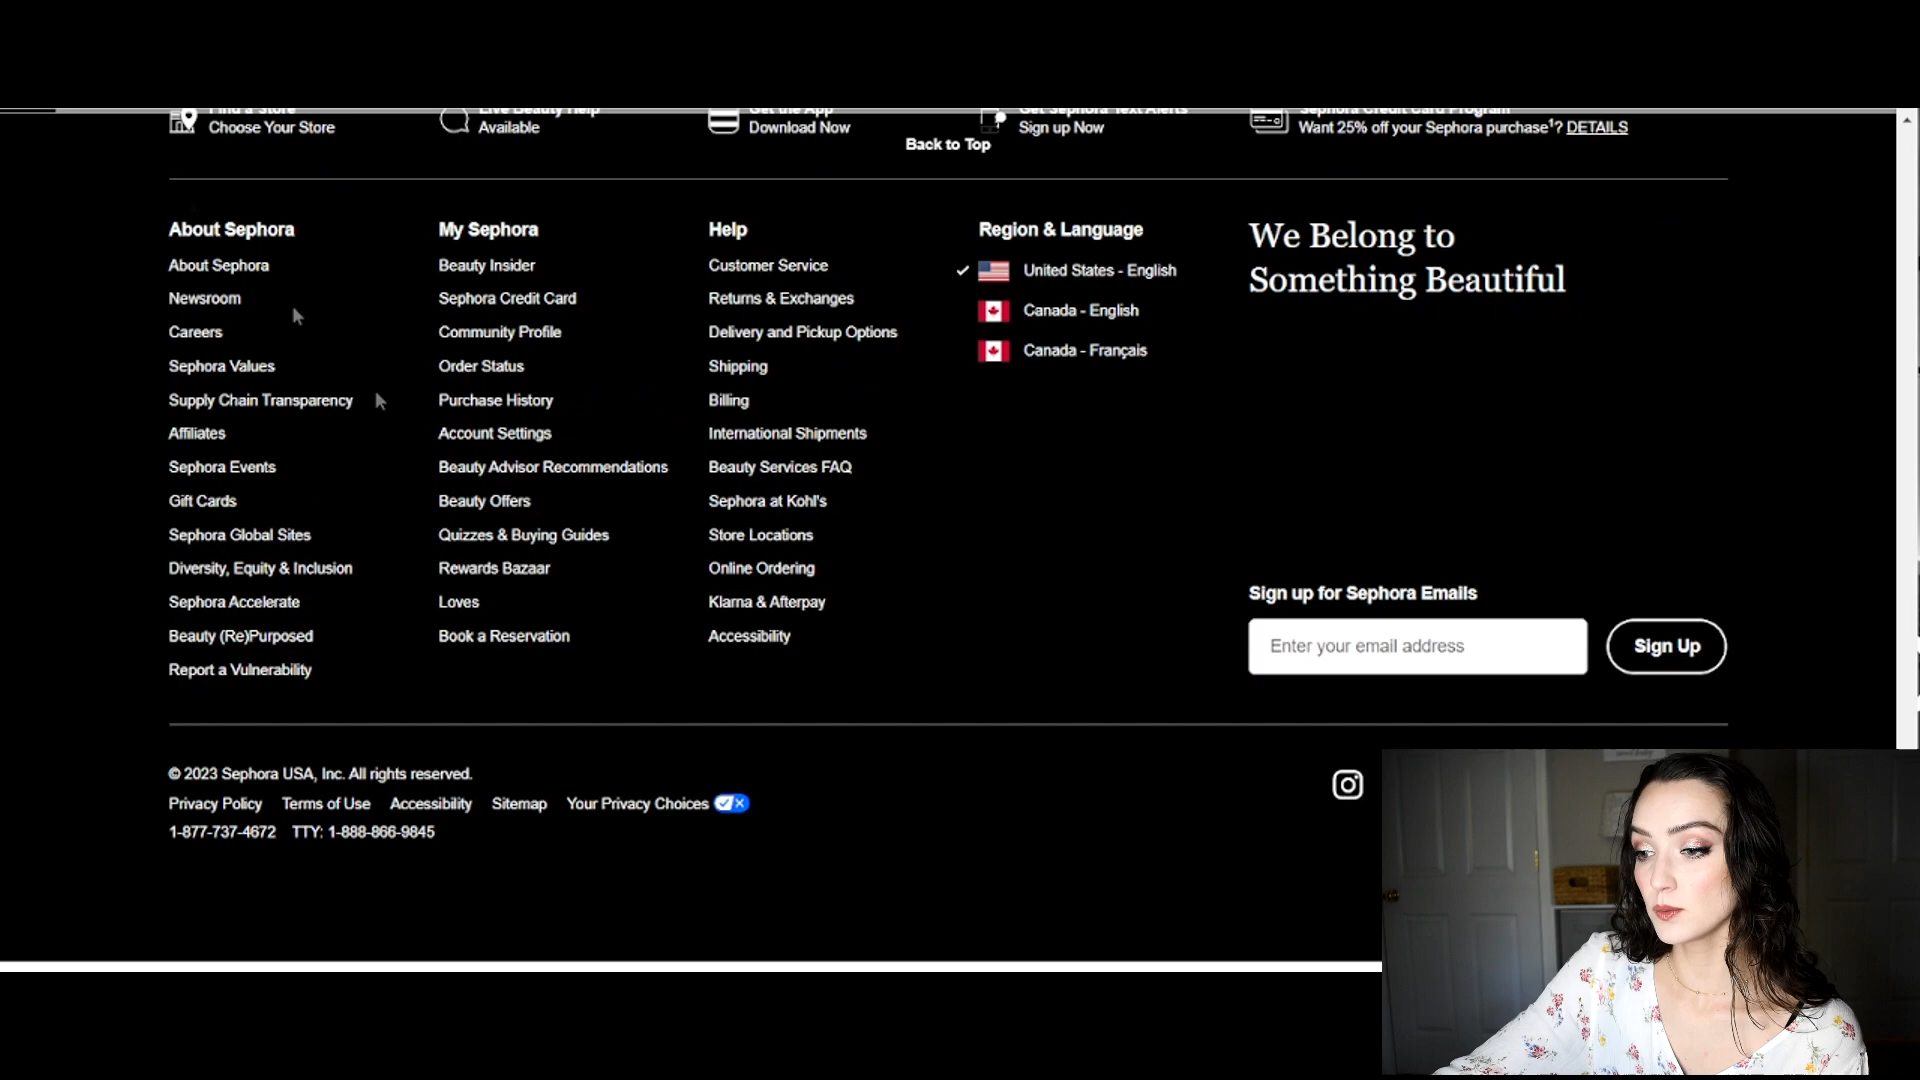 Find a Store
Choose Your Store
Live Beauty Help
Available
Get the App
Download Now
Get Sephora Text Alerts
Sign up Now
Sephora Credit Card Program
Want 25% off your Sephora purchase¹? DETAILS
Back to Top
About Sephora
About Sephora
Newsroom
Careers
Sephora Values
Supply Chain Transparency
Affiliates
Sephora Events
Gift Cards
Sephora Global Sites
Diversity, Equity & Inclusion
Sephora Accelerate
Beauty (Re)Purposed
Report a Vulnerability
My Sephora
Beauty Insider
Sephora Credit Card
Community Profile
Order Status
Purchase History
Account Settings
Beauty Advisor Recommendations
Beauty Offers
Quizzes & Buying Guides
Rewards Bazaar
Loves
Book a Reservation
Help
Customer Service
Returns & Exchanges
Delivery and Pickup Options
Shipping
Billing
International Shipments
Beauty Services FAQ
Sephora at Kohl's
Store Locations
Online Ordering
Klarna & Afterpay
Accessibility
Region & Language
United States - English
Canada - English
Canada - Français
We Belong to
Something Beautiful
Sign up for Sephora Emails
Enter your email address
Sign Up
© 2023 Sephora USA, Inc. All rights reserved.
Privacy Policy Terms of Use Accessibility Sitemap Your Privacy Choices
1-877-737-4672 TTY: 1-888-866-9845